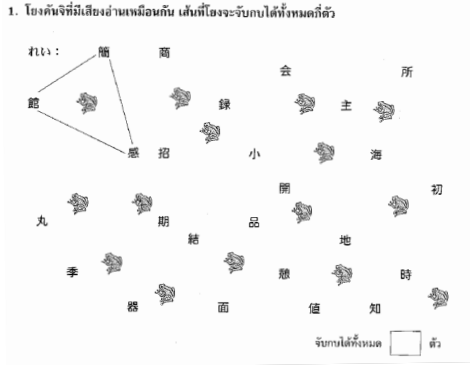 1. โยงคันจิที่มีเสียงอ่านเหมือนกัน เส้นที่โยงจะจับกบได้ทั้งหมดกี่ตัว
れい： 簡 商
会 所
館 録 主
感 招 小 海
開 初
丸 期 品
結 地
季 憩 時
器 面 値 知
จับกบได้ทั้งหมด ตัว